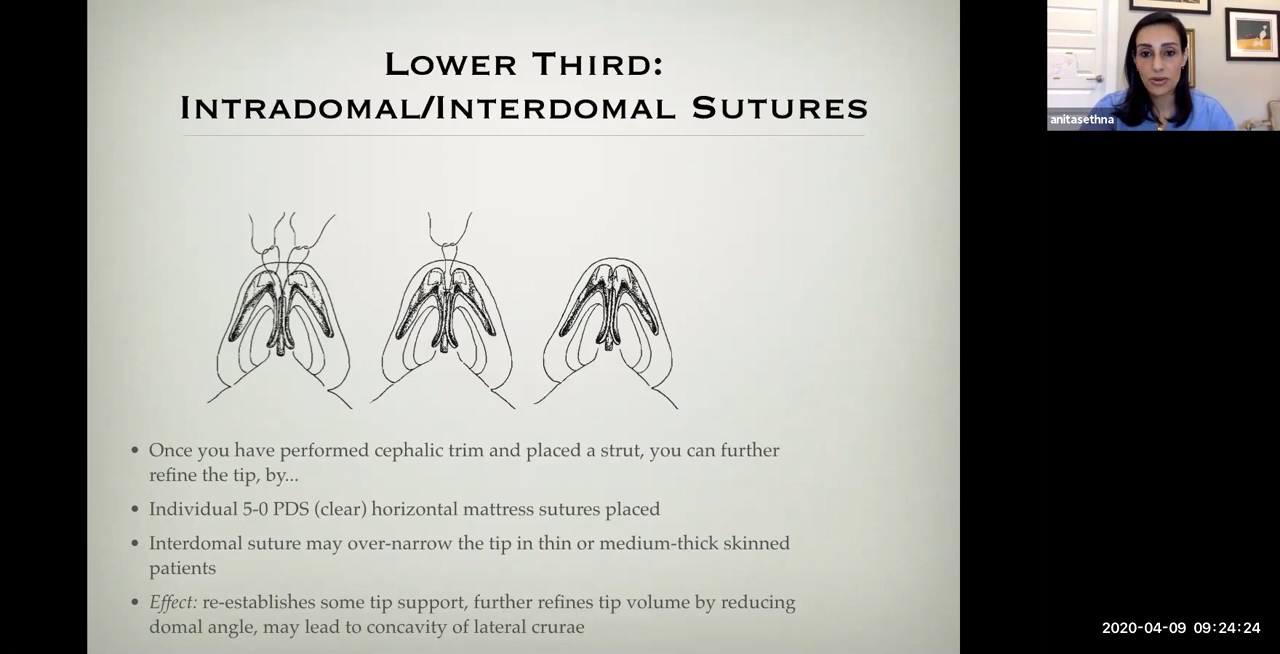 LOWER THIRD:
INTRADOMAL/INTERDOMAL SUTURES
anitasethna
• Once you have performed cephalic trim and placed a strut, you can further
refine the tip, by...
• Individual 5-0 PDS (clear) horizontal mattress sutures placed
• Interdomal suture may over-narrow the tip in thin or medium-thick skinned
patients
• Effect: re-establishes some tip support, further refines tip volume by reducing
domal angle, may lead to concavity of lateral crurae
2020-04-09 09:24:24